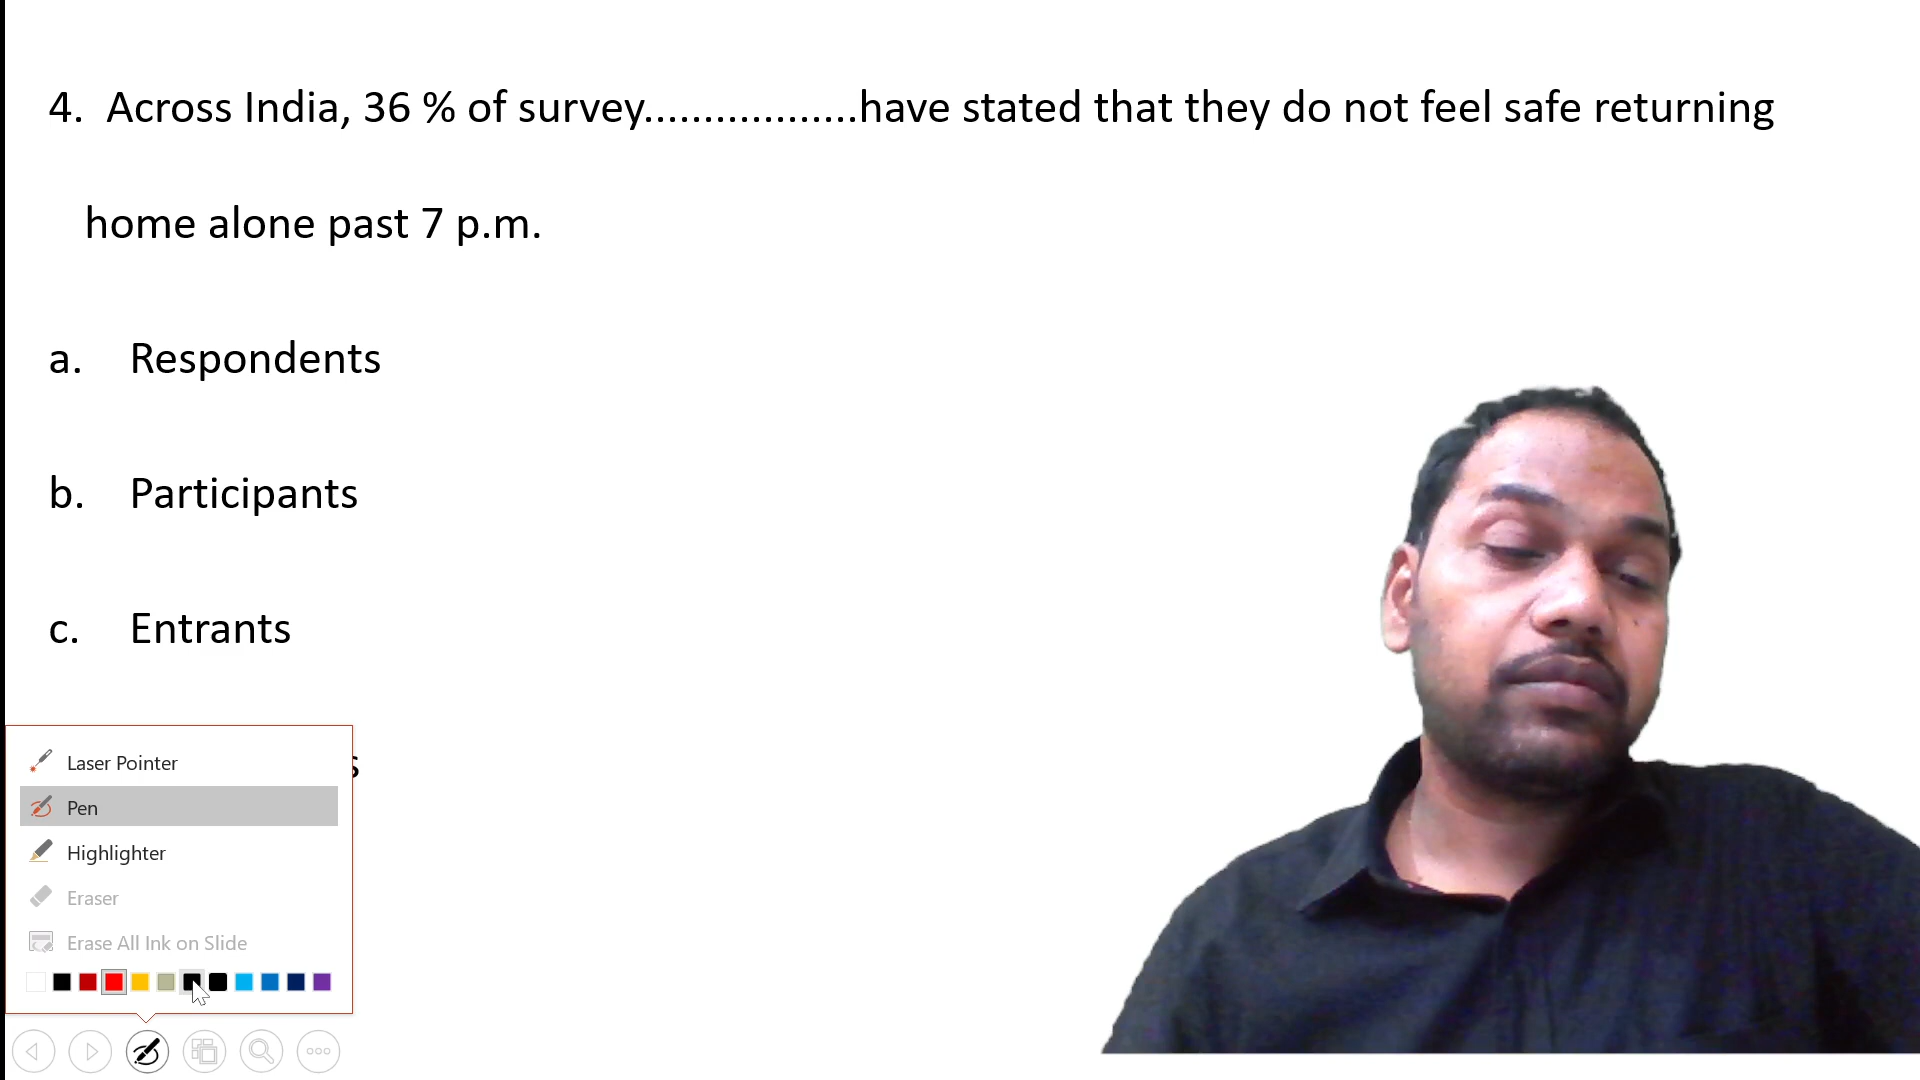 4. Across India, 36 % of survey..................have stated that they do not feel safe returning
home alone past 7 p.m.
a. Respondents
b. Participants
c. Entrants
s
Laser Pointer
Pen
Highlighter
Eraser
Erase All Ink on Slide